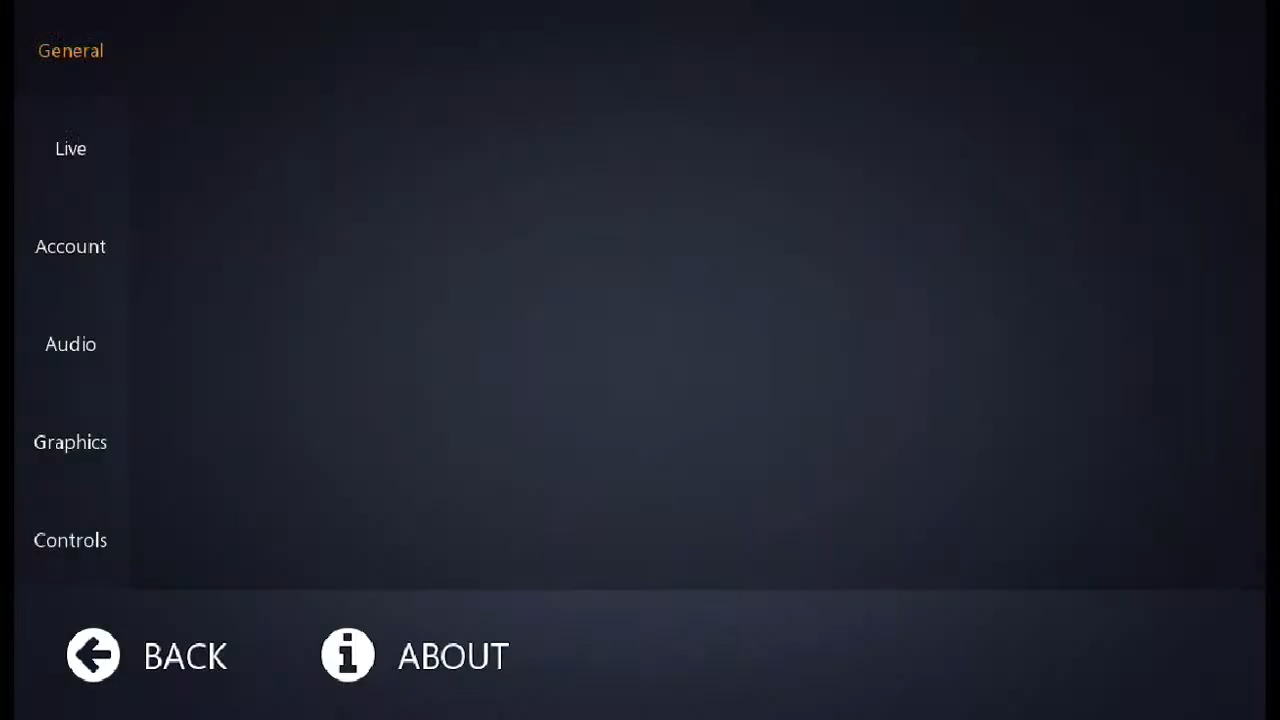 General
Live
Account
Audio
Graphics
Controls
BACK
ABOUT